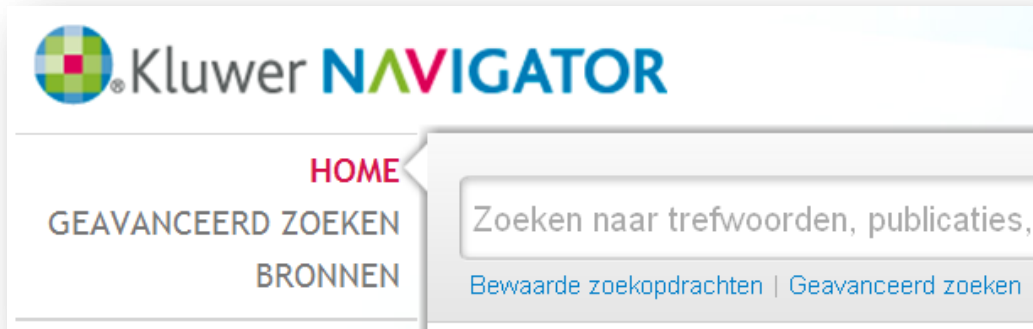 Kluwer NAVIGATOR
HOME
GEAVANCEERD ZOEKEN
BRONNEN
Zoeken naar trefwoorden, publicaties,
Bewaarde zoekopdrachten | Geavanceerd zoeken